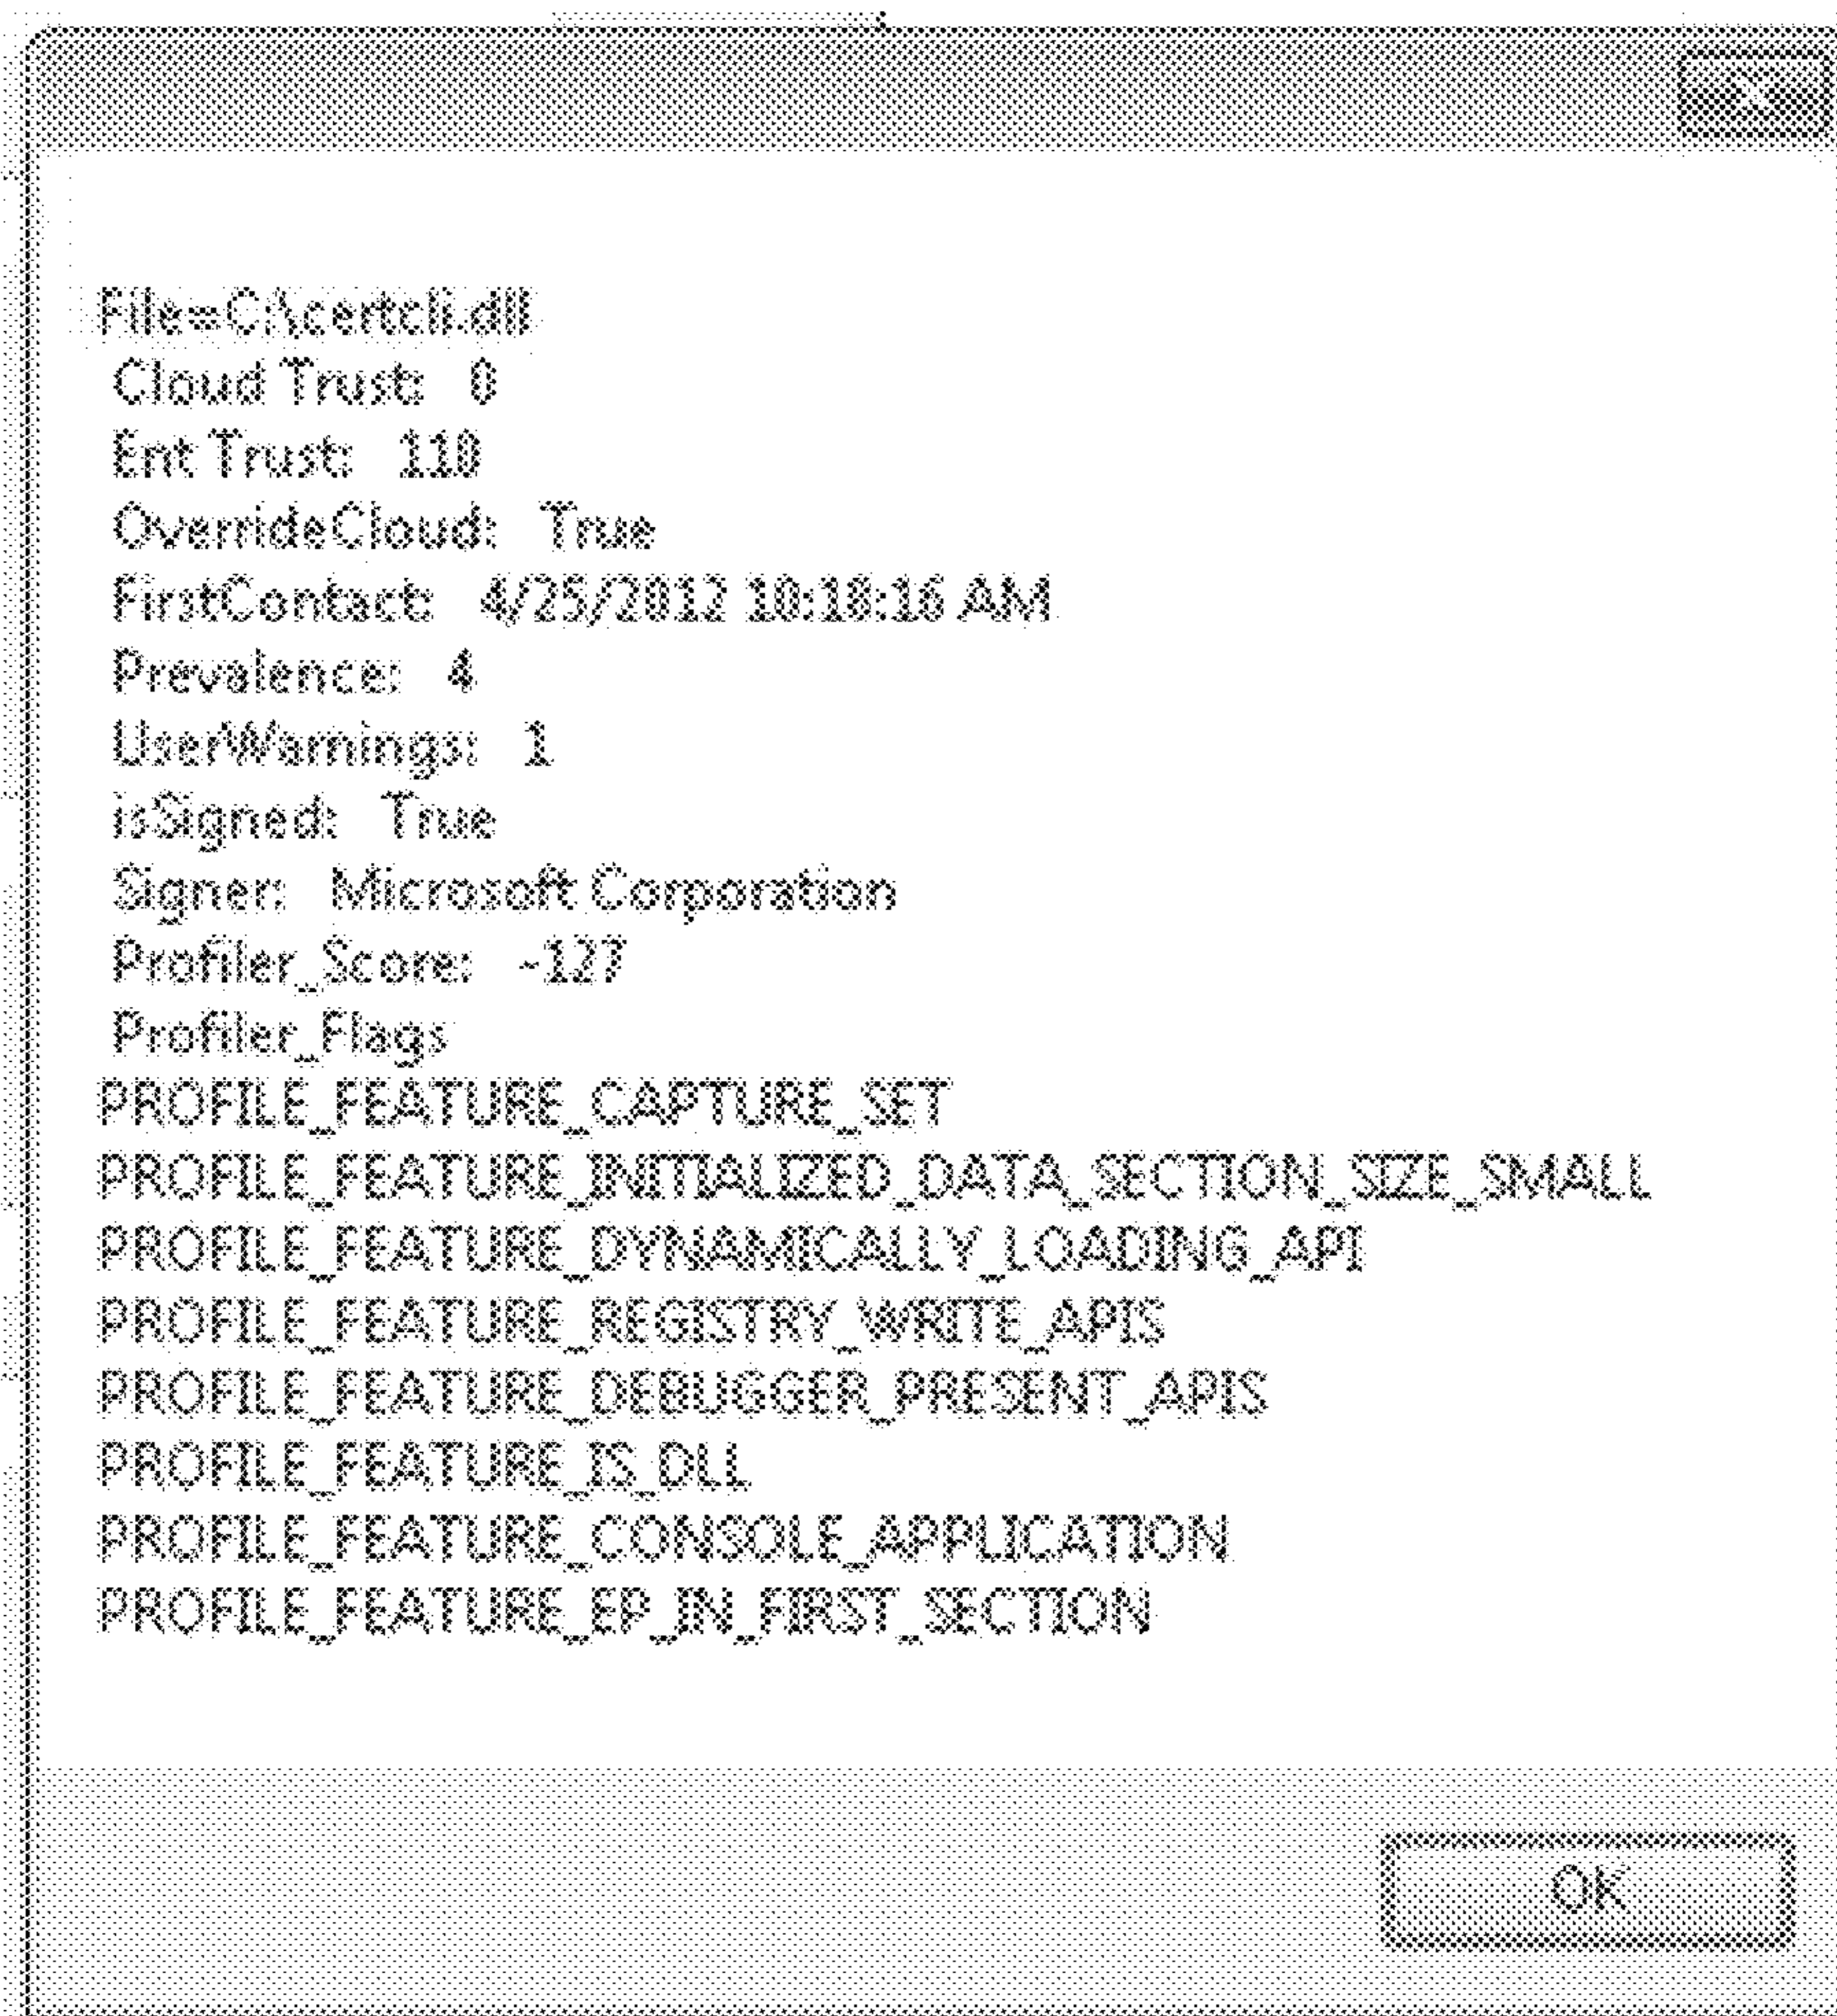 File=C:\certcli.dll
Cloud Trust: 0
Ent Trust: 110
OverrideCloud: True
FirstContact: 4/25/2012 10:18:16 AM
Prevalence: 4
UserWarnings: 1
isSigned: True
Signer: Microsoft Corporation
Profiler_Score: -127
Profiler_Flags
PROFILE_FEATURE_CAPTURE_SET
PROFILE_FEATURE_INITIALIZED_DATA_SECTION_SIZE_SMALL
PROFILE_FEATURE_DYNAMICALLY_LOADING_API
PROFILE_FEATURE_REGISTRY_WRITE_APIS
PROFILE_FEATURE_DEBUGGER_PRESENT_APIS
PROFILE_FEATURE_IS_DLL
PROFILE_FEATURE_CONSOLE_APPLICATION
PROFILE_FEATURE_EP_IN_FIRST_SECTION
OK